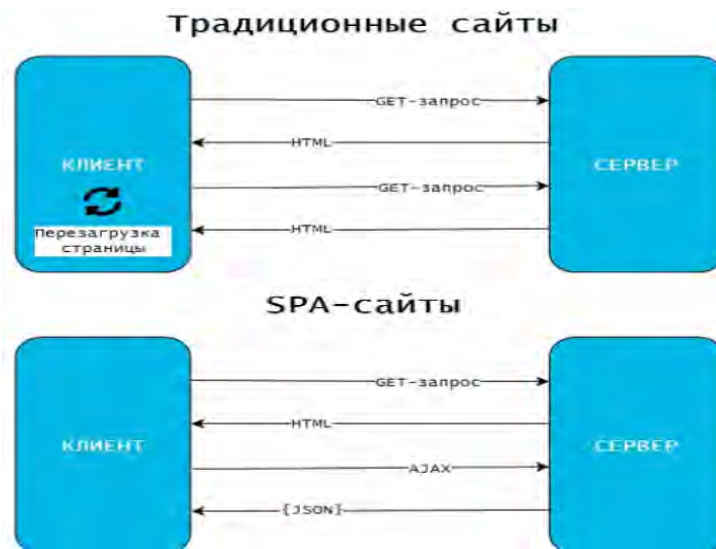 Традиционные сайты
GET-запрос
HTML
КЛИЕНТ
СЕРВЕР
GET-запрос
Перезагрузка
страницы
HTML
SPA-сайты
GET-запрос
HTML
КЛИЕНТ
СЕРВЕР
AJAX
{JSON}